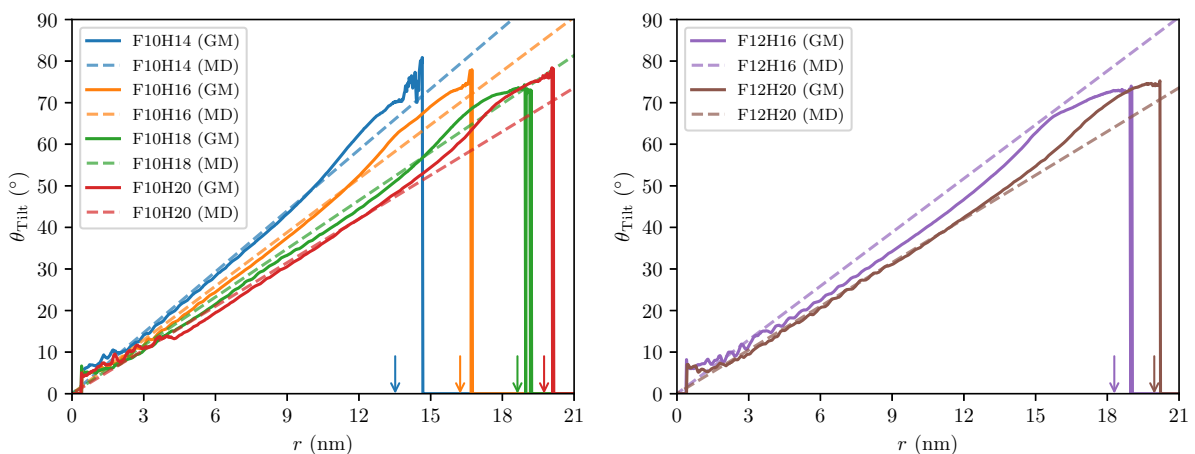 90
80
70
60
50
40
30
20
10
0
θTilt (°)
F10H14 (GM)
F10H14 (MD)
F10H16 (GM)
F10H16 (MD)
F10H18 (GM)
F10H18 (MD)
F10H20 (GM)
F10H20 (MD)
0 3 6 9 12 15 18 21
r (nm)
90
80
70
60
50
40
30
20
10
0
θTilt (°)
F12H16 (GM)
F12H16 (MD)
F12H20 (GM)
F12H20 (MD)
0 3 6 9 12 15 18 21
r (nm)